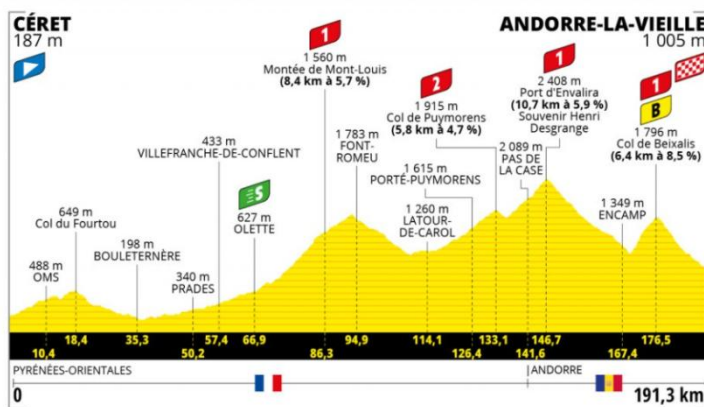 CÉRET
187 m
ANDORRE-LA-VIEILLE
1 005 m
1
1 560 m
Montée de Mont-Louis
(8,4 km à 5,7 %)
2
1 915 m
Col de Puymorens
(5,8 km à 4,7 %)
1
2 408 m
Port d'Envalira
(10,7 km à 5,9 %)
Souvenir Henri
Desgrange
1
B
1 796 m
Col de Beixalis
(6,4 km à 8,5 %)
433 m
VILLEFRANCHE-DE-CONFLENT
1 783 m
FONT-
ROMEU
2 089 m
PAS DE
LA CASE
1 615 m
PORTÉ-PUYMORENS
S
649 m
Col du Fourtou
627 m
OLETTE
1 260 m
LATOUR-
DE-CAROL
1 349 m
ENCAMP
198 m
BOULETERNÈRE
488 m
OMS
340 m
PRADES
10,4
18,4
35,3
50,2
57,4
66,9
86,3
94,9
114,1
126,4
133,1
141,6
146,7
167,4
176,5
PYRÉNÉES-ORIENTALES
ANDORRE
0
191,3 km